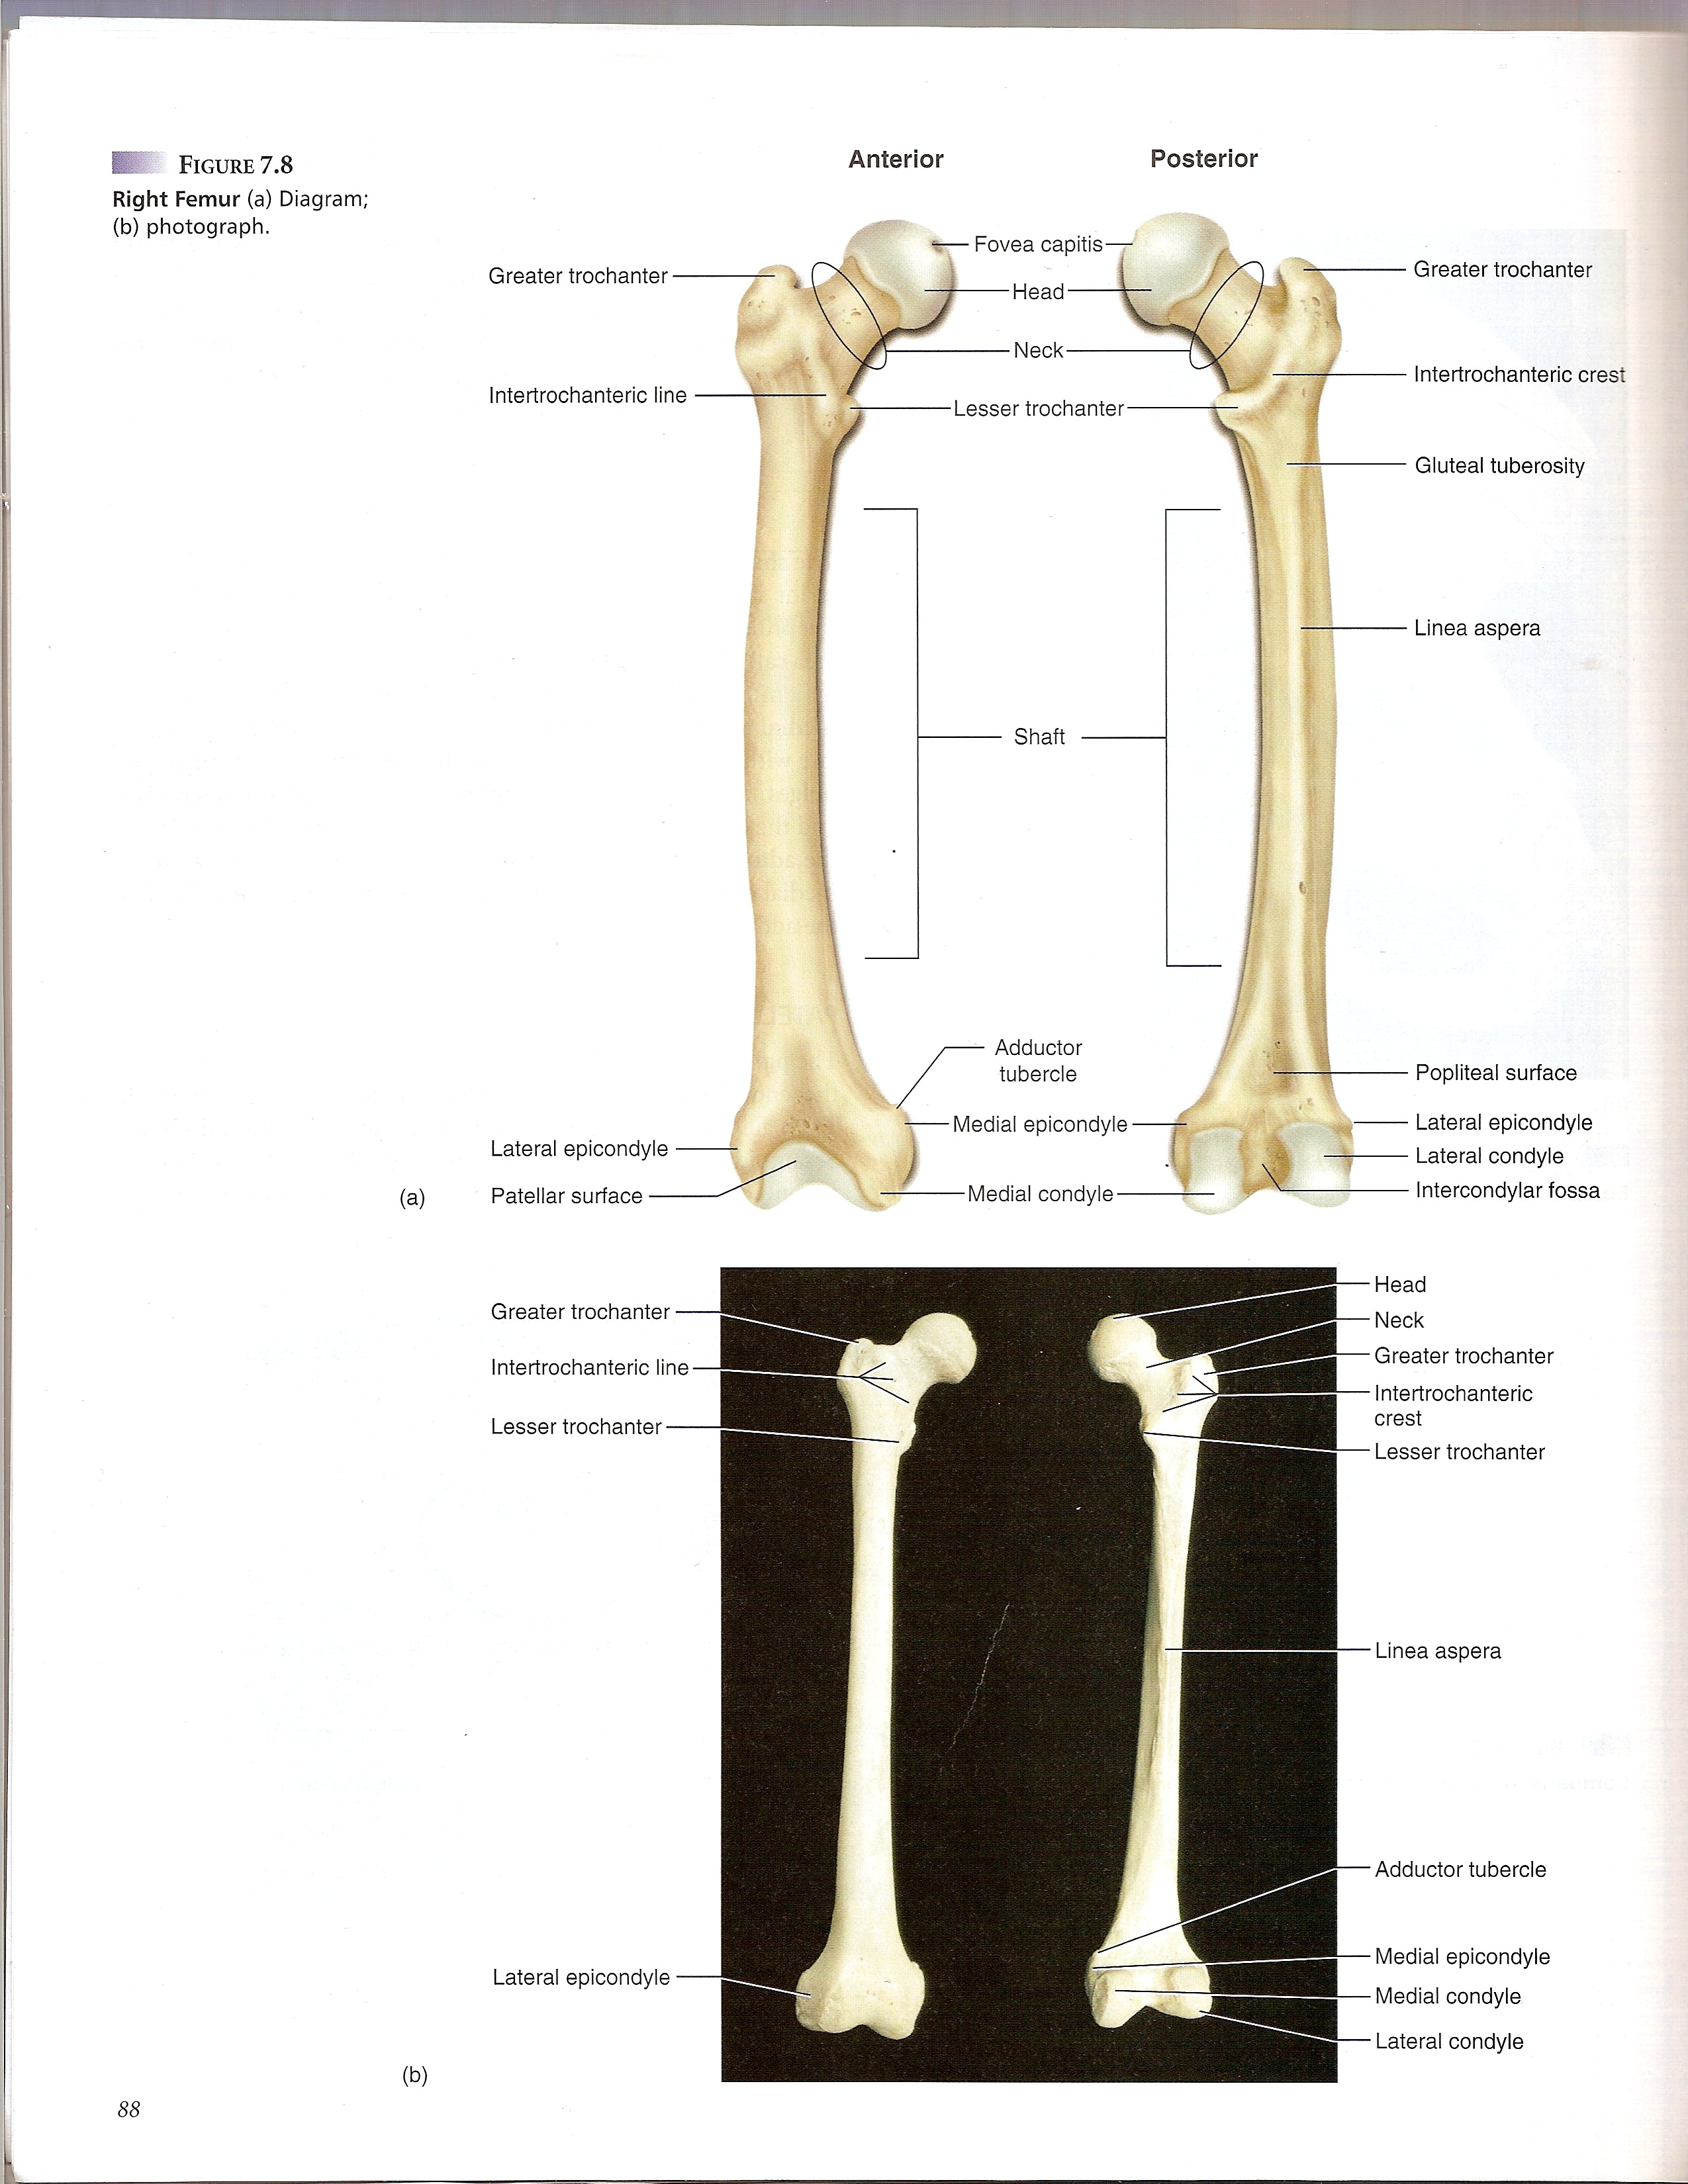 FIGURE 7.8
Right Femur (a) Diagram;
(b) photograph.
Anterior
Posterior
Fovea capitis
Greater trochanter
Greater trochanter
Head
Neck
Intertrochanteric crest
Intertrochanteric line
Lesser trochanter
Gluteal tuberosity
Linea aspera
Shaft
Adductor
tubercle
Popliteal surface
Medial epicondyle
Lateral epicondyle
Lateral epicondyle
Lateral condyle
(a)
Patellar surface
Medial condyle
Intercondylar fossa
Head
Greater trochanter
Neck
Greater trochanter
Intertrochanteric line
Intertrochanteric
crest
Lesser trochanter
Lesser trochanter
Linea aspera
Adductor tubercle
Medial epicondyle
Lateral epicondyle
Medial condyle
Lateral condyle
(b)
88